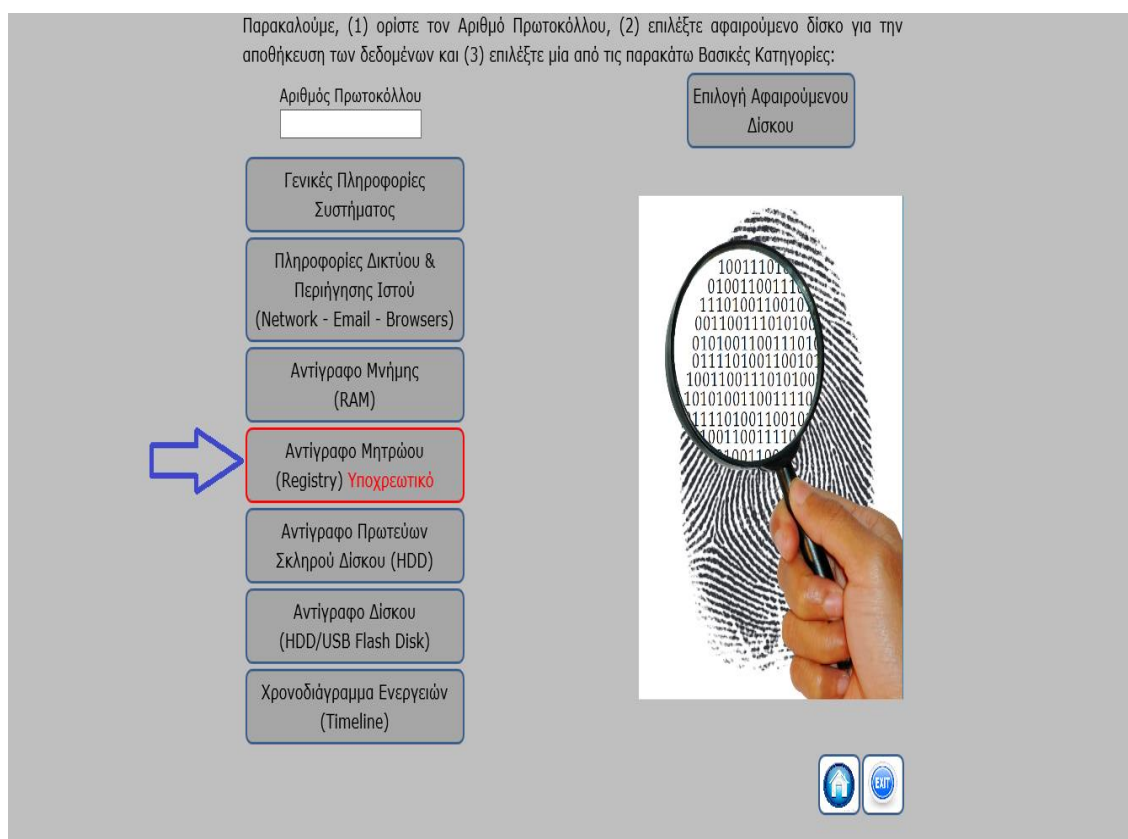 Παρακαλούμε, (1) ορίστε τον Αριθμό Πρωτοκόλλου, (2) επιλέξτε αφαιρούμενο δίσκο για την
αποθήκευση των δεδομένων και (3) επιλέξτε μία από τις παρακάτω Βασικές Κατηγορίες:
Αριθμός Πρωτοκόλλου
Επιλογή Αφαιρούμενου
Δίσκου
Γενικές Πληροφορίες
Συστήματος
Πληροφορίες Δικτύου &
Περιήγησης Ιστού
(Network - Email - Browsers)
Αντίγραφο Μνήμης
(RAM)
Αντίγραφο Μητρώου
(Registry) Υποχρεωτικό
Αντίγραφο Πρωτεύων
Σκληρού Δίσκου (HDD)
Αντίγραφο Δίσκου
(HDD/USB Flash Disk)
Χρονοδιάγραμμα Ενεργειών
(Timeline)
EXIT